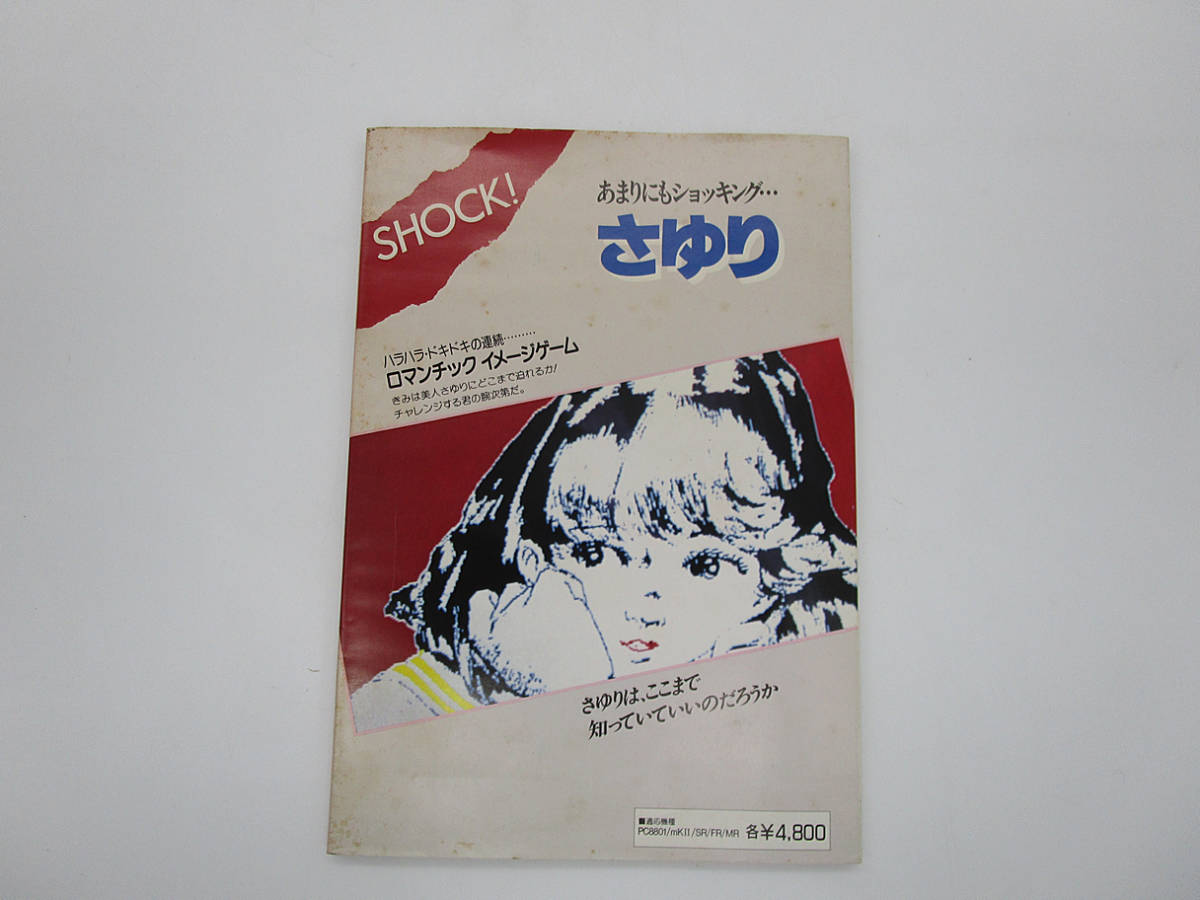 SHOCK!
あまりにもショッキング…
さゆり
ハラハラ・ドキドキの連続………
ロマンチック イメージゲーム
きみは美人さゆりにどこまで迫れるか!
チャレンジする君の腕次第だ。
さゆりは、ここまで
知っていていいのだろうか
■適応機種
PC8801/mKII/SR/FR/MR 各¥4,800